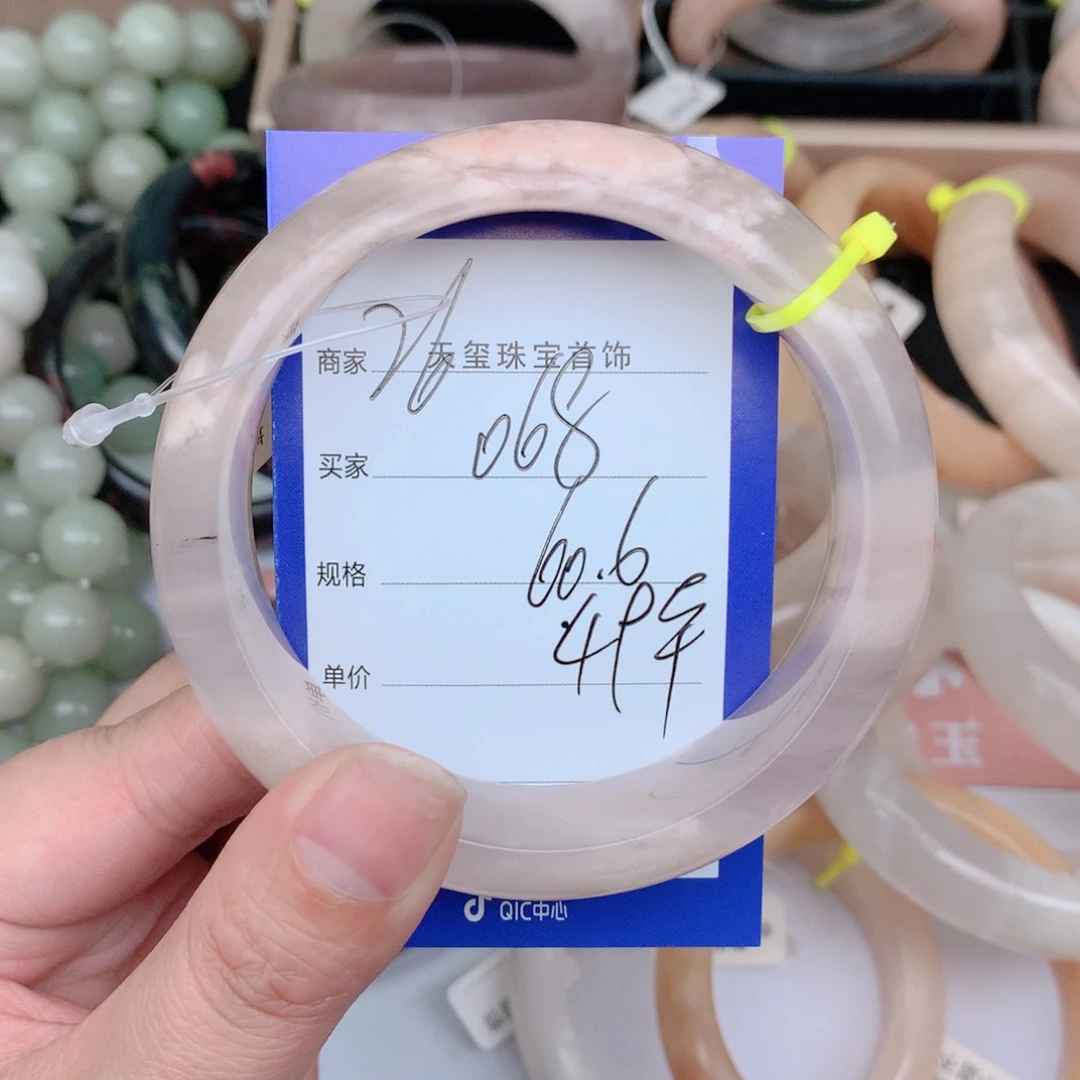 商家 天玺珠宝首饰
买家 068
规格 60.6
单价
QIC中心
王